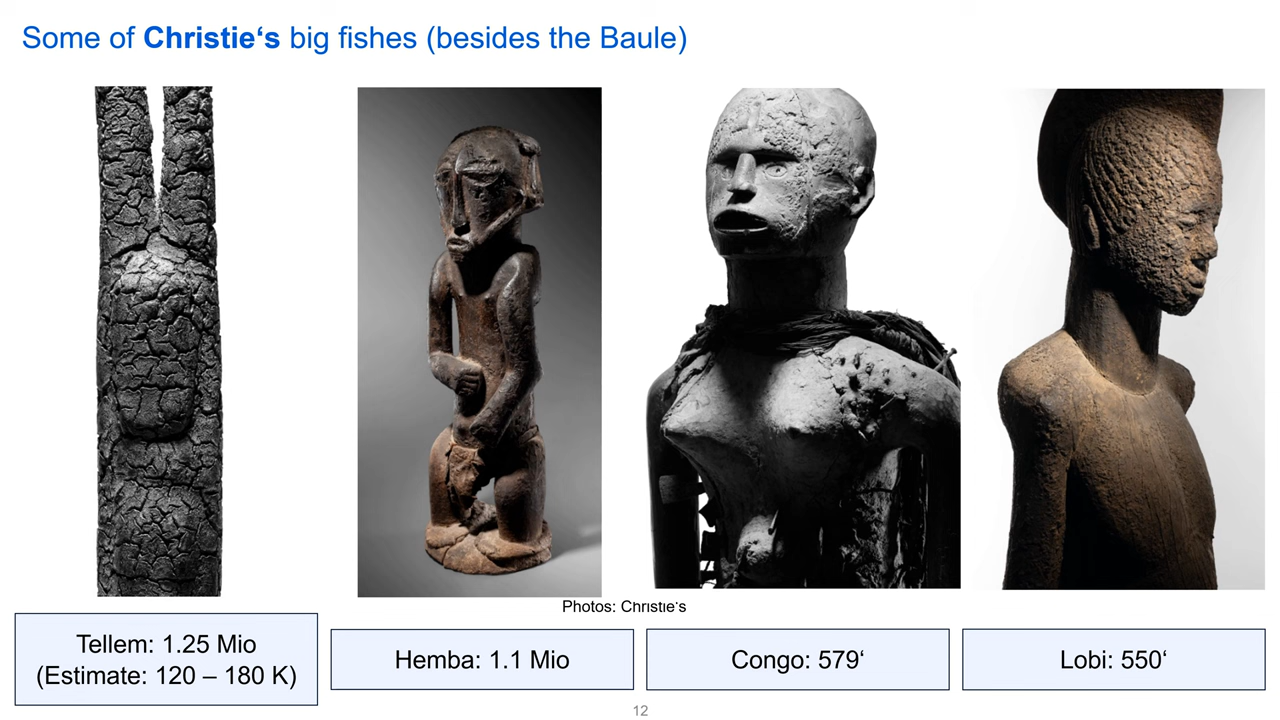 Some of Christie‘s big fishes (besides the Baule)
Photos: Christie‘s
Tellem: 1.25 Mio
(Estimate: 120 – 180 K)
Hemba: 1.1 Mio
Congo: 579‘
Lobi: 550‘
12